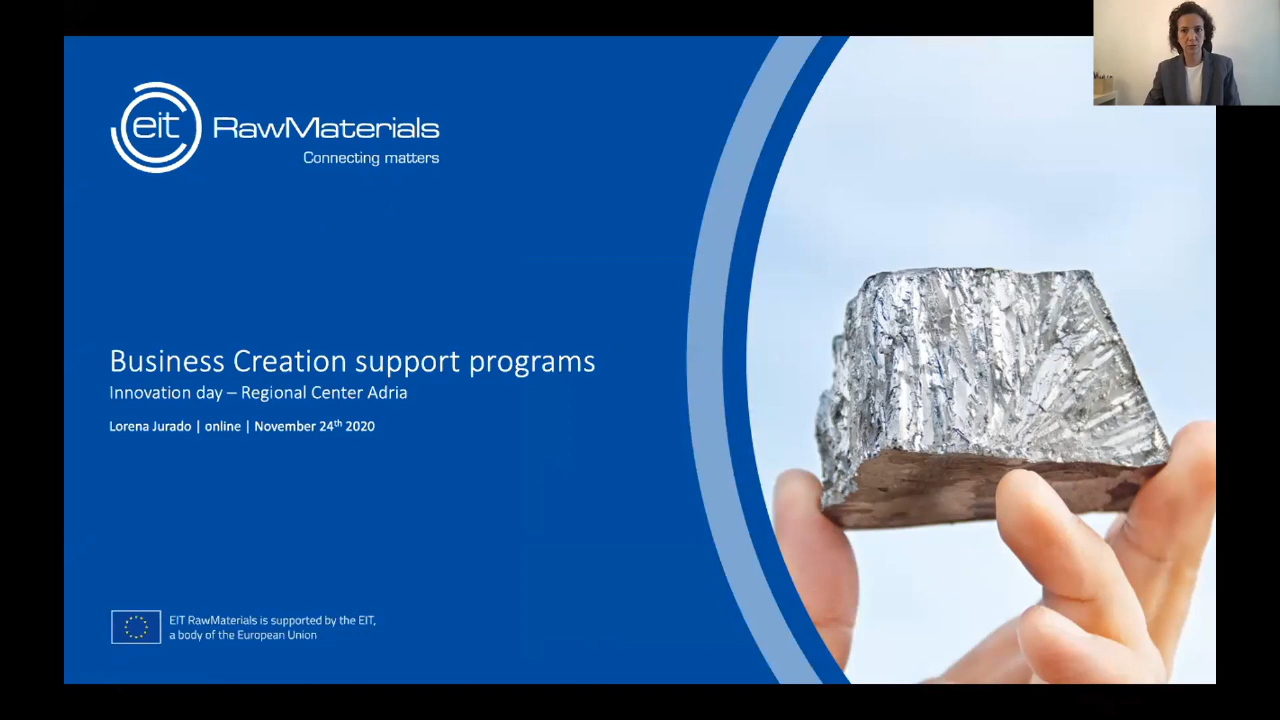 eit RawMaterials
Connecting matters
Business Creation support programs
Innovation day – Regional Center Adria
Lorena Jurado | online | November 24th 2020
EIT RawMaterials is supported by the EIT,
a body of the European Union